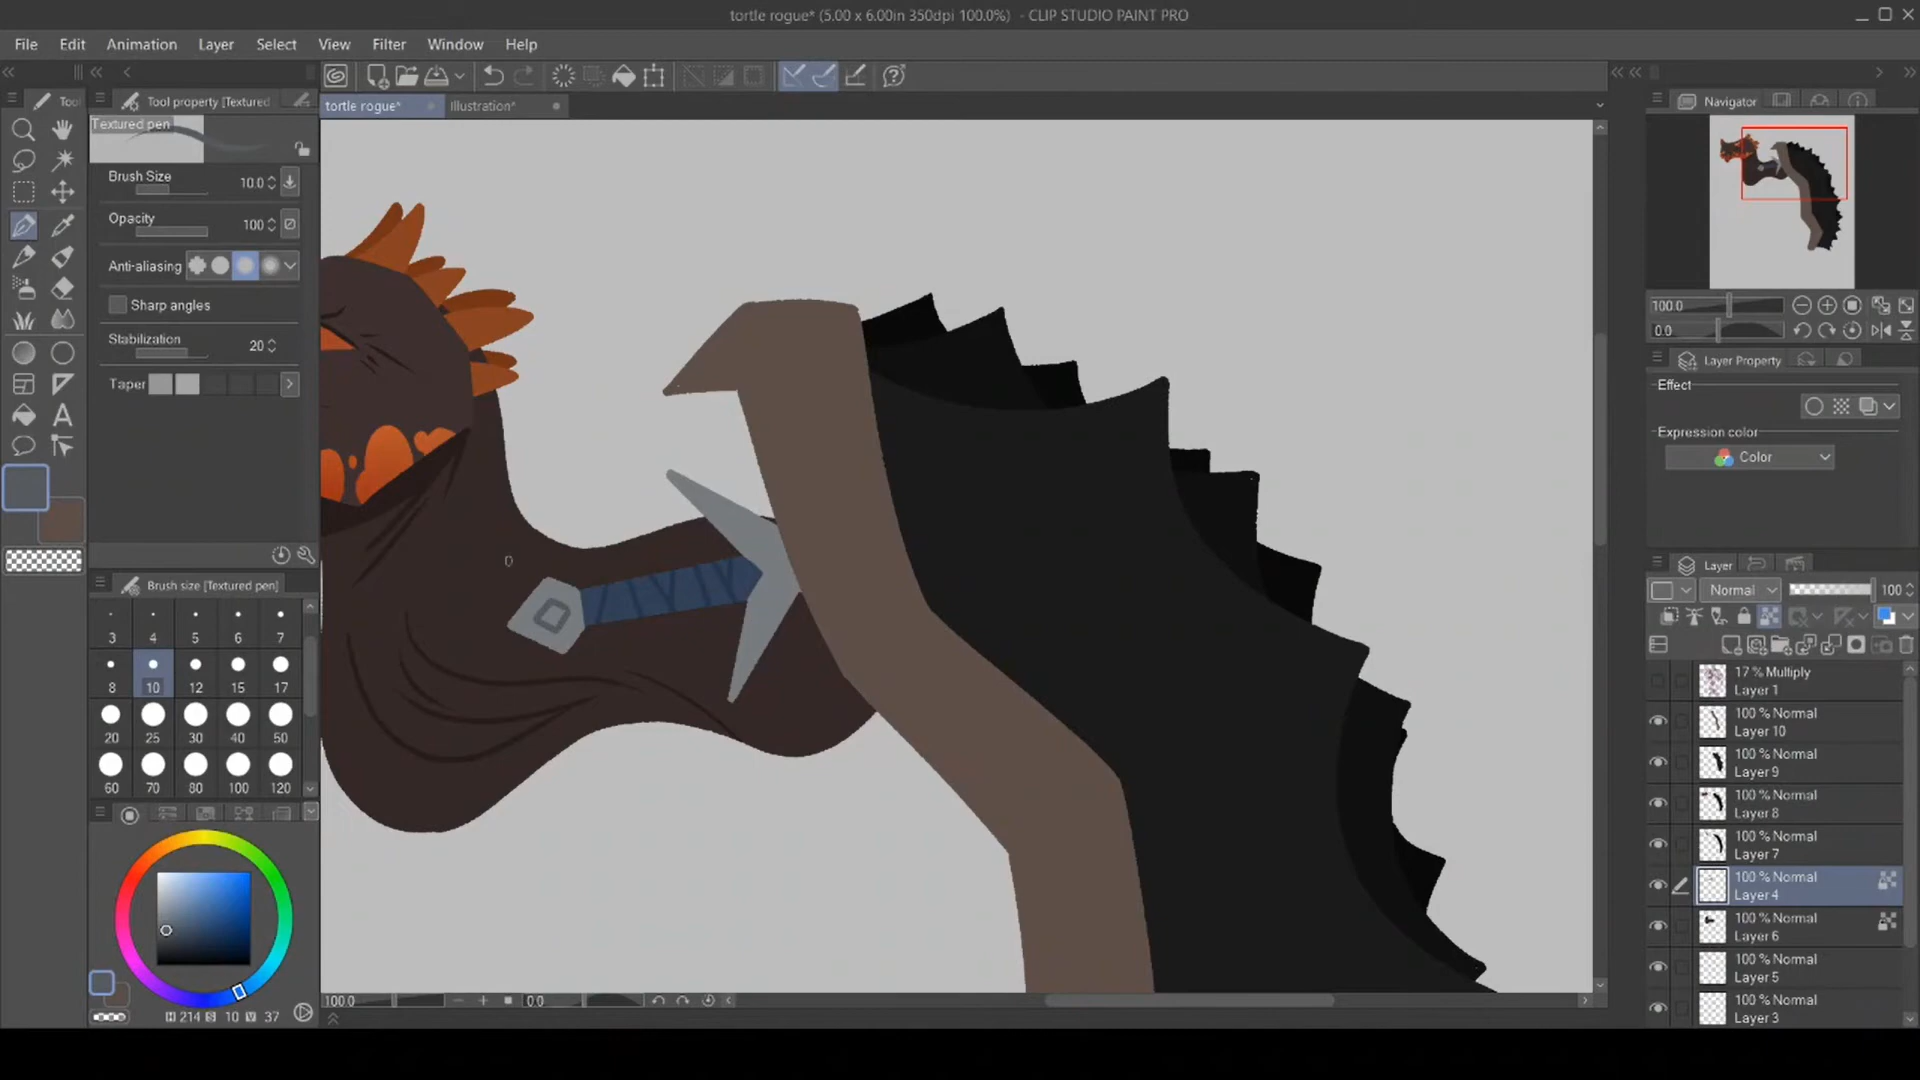 tortle rogue* (5.00 x 6.00in 350dpi 100.0%) - CLIP STUDIO PAINT PRO
File Edit Animation Layer Select View Filter Window Help
Too
Tool property [Textured
tortle rogue*
Illustration*
Textured pen
Brush Size 10.0
Opacity 100
Anti-aliasing
Sharp angles
Stabilization 20
Taper
Brush size [Textured pen]
3 4 5 6 7
8 10 12 15 17
20 25 30 40 50
60 70 80 100 120
H 214 S 10 V 37
100.0
0.0
Navigator
100.0
0.0
Layer Property
Effect
Expression color
Color
Layer
Normal 100
17 % Multiply
Layer 1
100 % Normal
Layer 10
100 % Normal
Layer 9
100 % Normal
Layer 8
100 % Normal
Layer 7
100 % Normal
Layer 4
100 % Normal
Layer 6
100 % Normal
Layer 5
100 % Normal
Layer 3